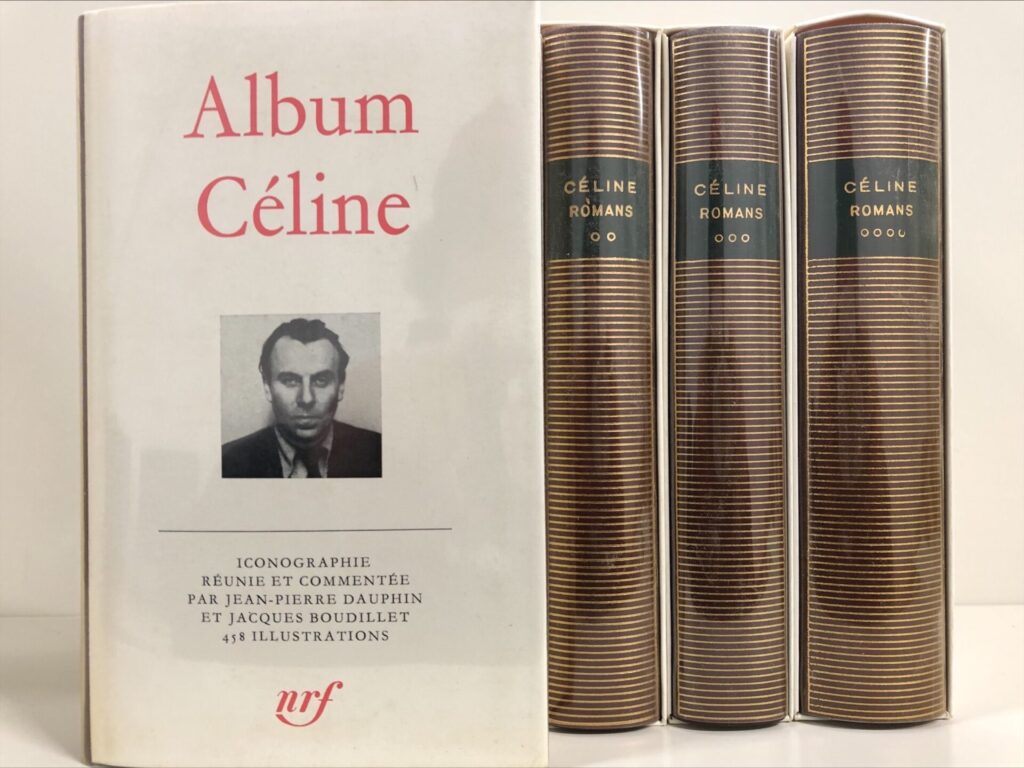 Album
Céline
ICONOGRAPHIE
RÉUNIE ET COMMENTÉE
PAR JEAN-PIERRE DAUPHIN
ET JACQUES BOUDILLET
458 ILLUSTRATIONS
nrf
CÉLINE
ROMANS
CÉLINE
ROMANS
CÉLINE
ROMANS